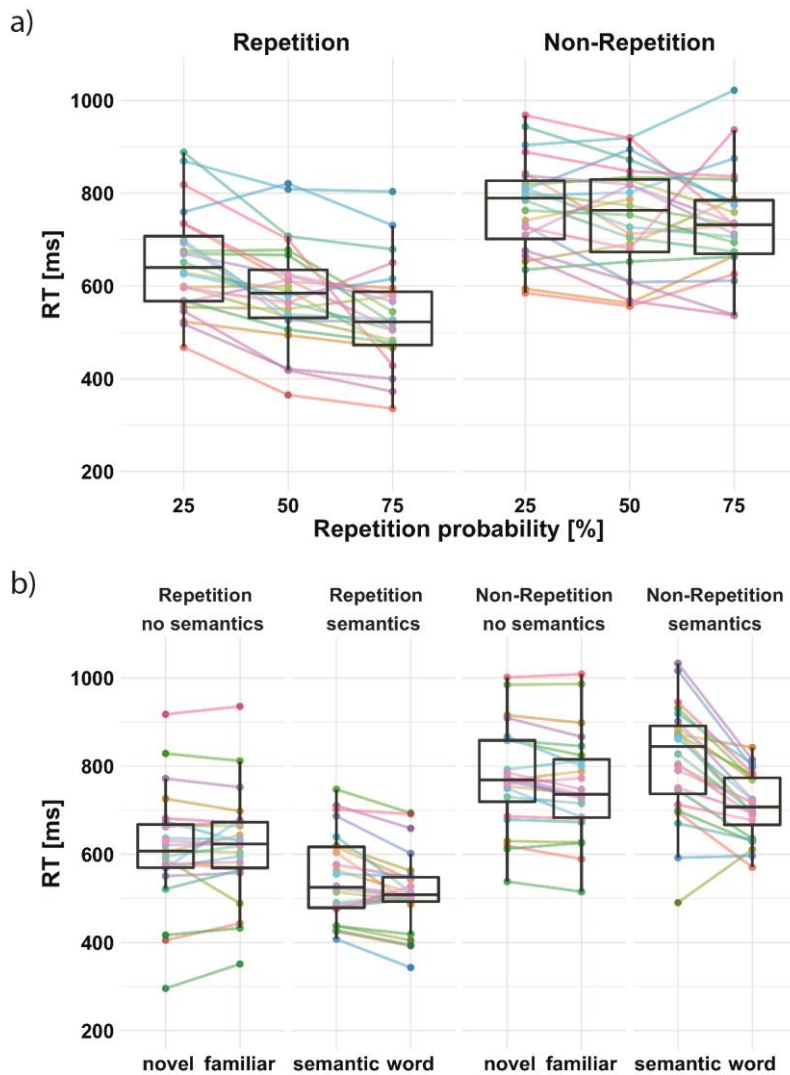 a)
Repetition Non-Repetition
1000
800
600
400
200
RT [ms]
25 50 75 25 50 75
Repetition probability [%]
b)
Repetition Repetition Non-Repetition Non-Repetition
no semantics semantics no semantics semantics
1000
800
600
400
200
RT [ms]
novel familiar semantic word novel familiar semantic word